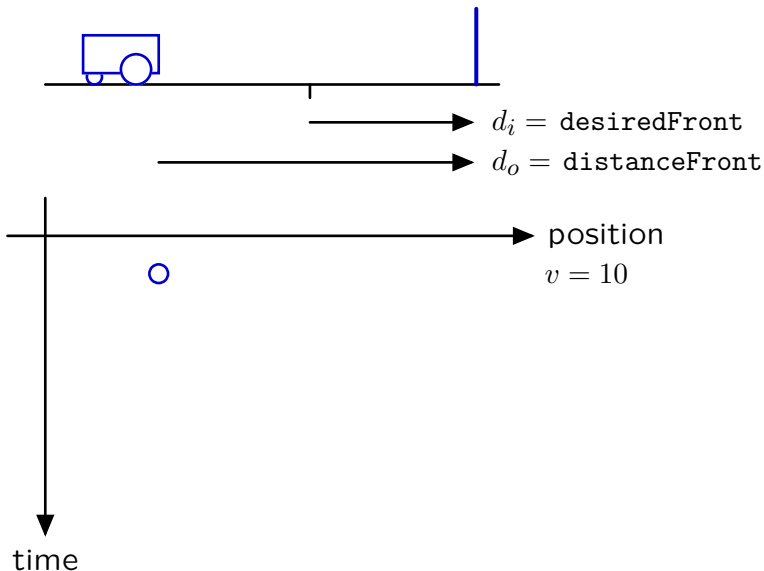 d_i = desiredFront
d_o = distanceFront
position
v = 10
time